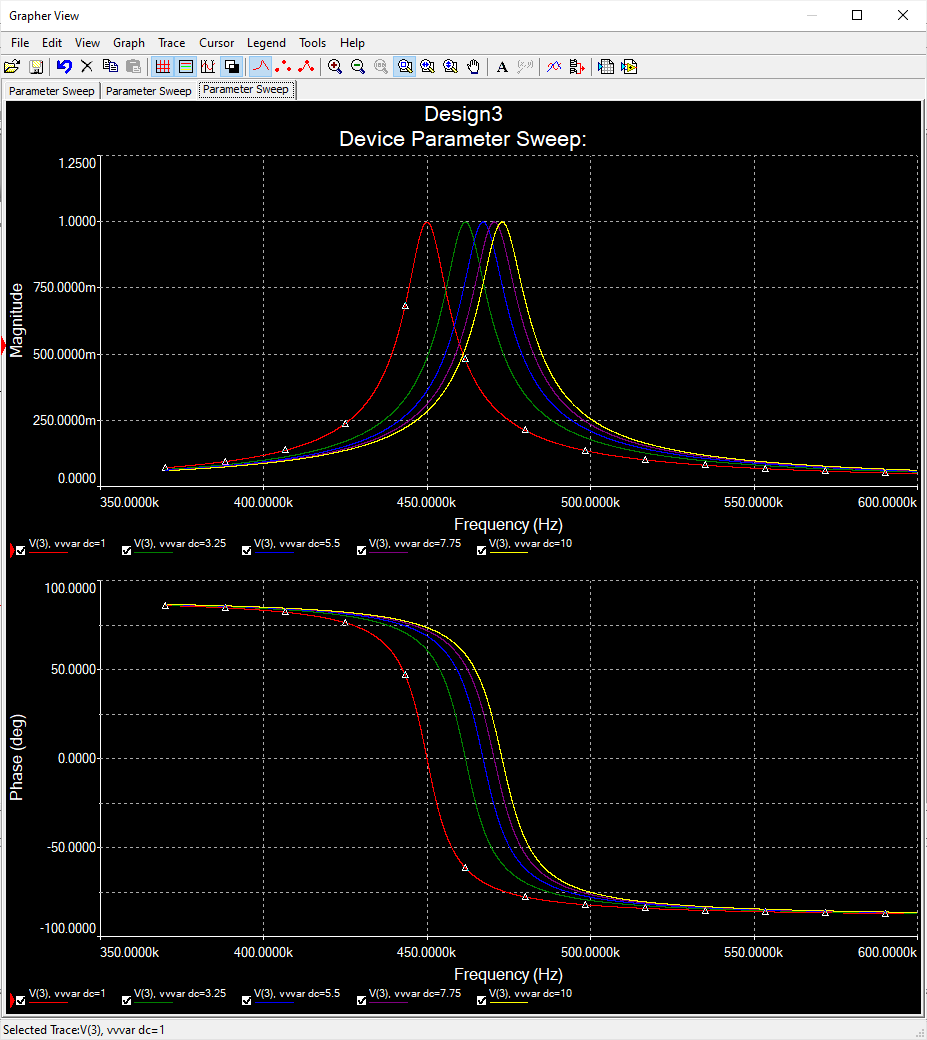 Grapher View
File Edit View Graph Trace Cursor Legend Tools Help
A (x,y)
Parameter Sweep Parameter Sweep Parameter Sweep
Design3
Device Parameter Sweep:
1.2500
1.0000
750.0000m
500.0000m
250.0000m
0.0000
Magnitude
350.0000k 400.0000k 450.0000k 500.0000k 550.0000k 600.0000k
Frequency (Hz)
V(3), vvvar dc=1 V(3), vvvar dc=3.25 V(3), vvvar dc=5.5 V(3), vvvar dc=7.75 V(3), vvvar dc=10
100.0000
50.0000
0.0000
-50.0000
-100.0000
Phase (deg)
350.0000k 400.0000k 450.0000k 500.0000k 550.0000k 600.0000k
Frequency (Hz)
V(3), vvvar dc=1 V(3), vvvar dc=3.25 V(3), vvvar dc=5.5 V(3), vvvar dc=7.75 V(3), vvvar dc=10
Selected Trace:V(3), vvvar dc=1